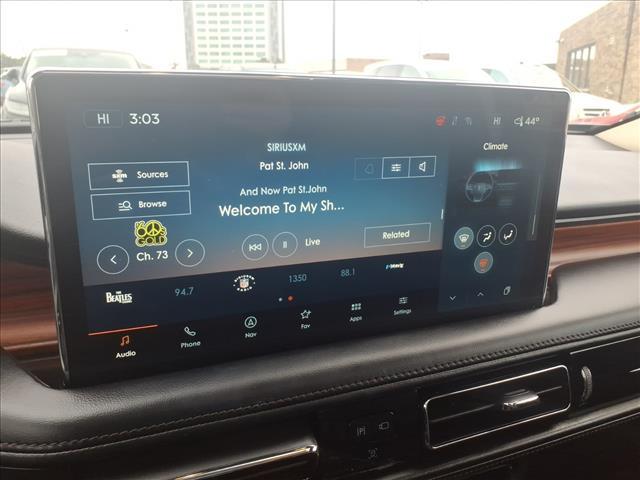 HI 3:03 HI 44°
SIRIUSXM Climate
Pat St. John
sxm Sources
And Now Pat St.John
Browse
Welcome To My Sh...
60s
GOLD
Related
Ch. 73
Live
THE
BEATLES 94.7 1350 88.1
Audio Phone Nav Fav Apps Settings